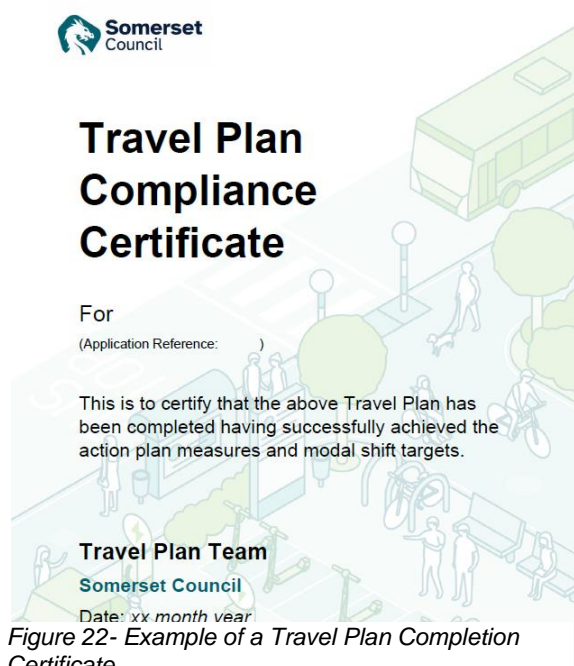 Somerset
Council
Travel Plan
Compliance
Certificate
For
(Application Reference: )
This is to certify that the above Travel Plan has
been completed having successfully achieved the
action plan measures and modal shift targets.
Travel Plan Team
Somerset Council
Date: xx month year
Figure 22- Example of a Travel Plan Completion
Certificate